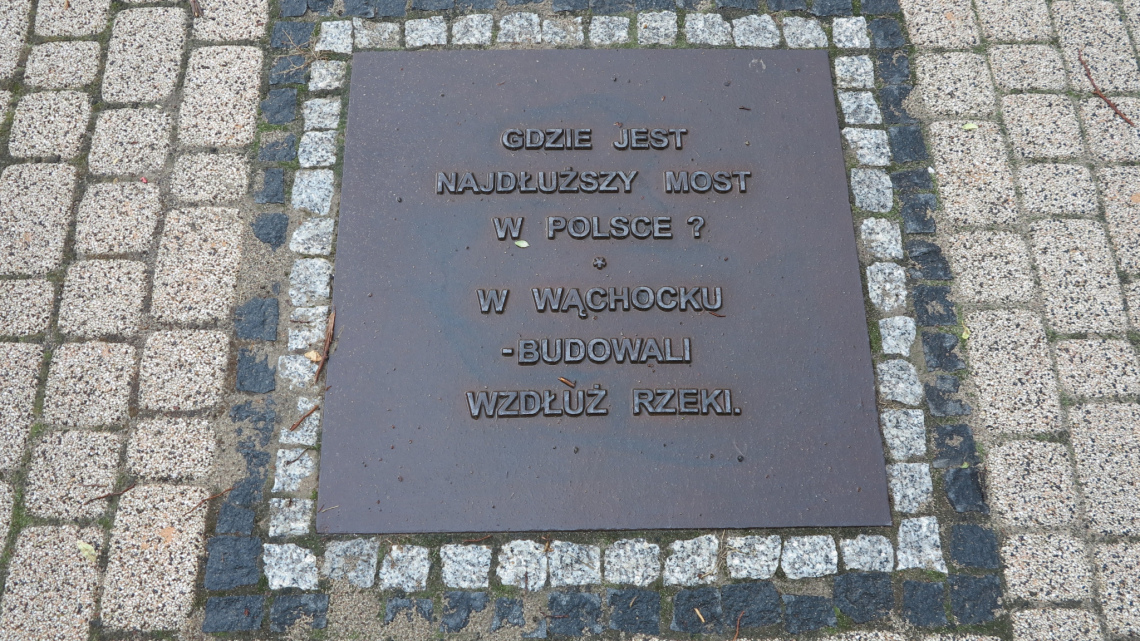 GDZIE JEST
NAJDŁUŻSZY MOST
W POLSCE ?
*
W WĄCHOCKU
-BUDOWALI
WZDŁUŻ RZEKI.